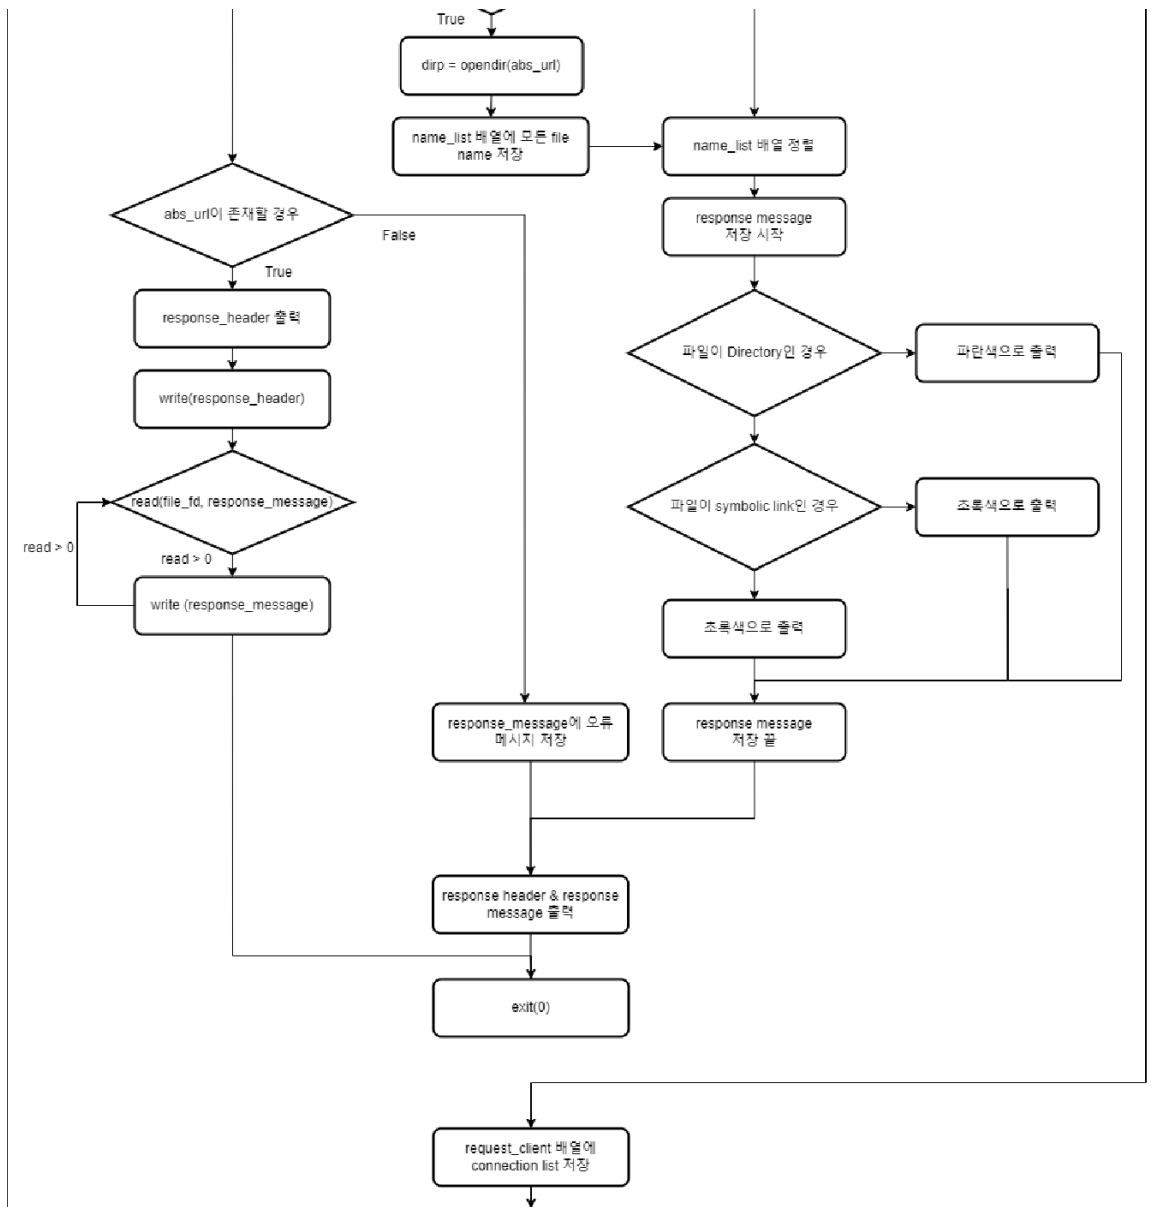 True
dirp = opendir(abs_url)
name_list 배열에 모든 file
name 저장
name_list 배열 정렬
response message
저장 시작
abs_url이 존재할 경우
False
True
response_header 출력
파일이 Directory인 경우
파란색으로 출력
write(response_header)
read(file_fd, response_message)
파일이 symbolic link인 경우
초록색으로 출력
read > 0
read > 0
write (response_message)
초록색으로 출력
response_message에 오류
메시지 저장
response message
저장 끝
response header & response
message 출력
exit(0)
request_client 배열에
connection list 저장